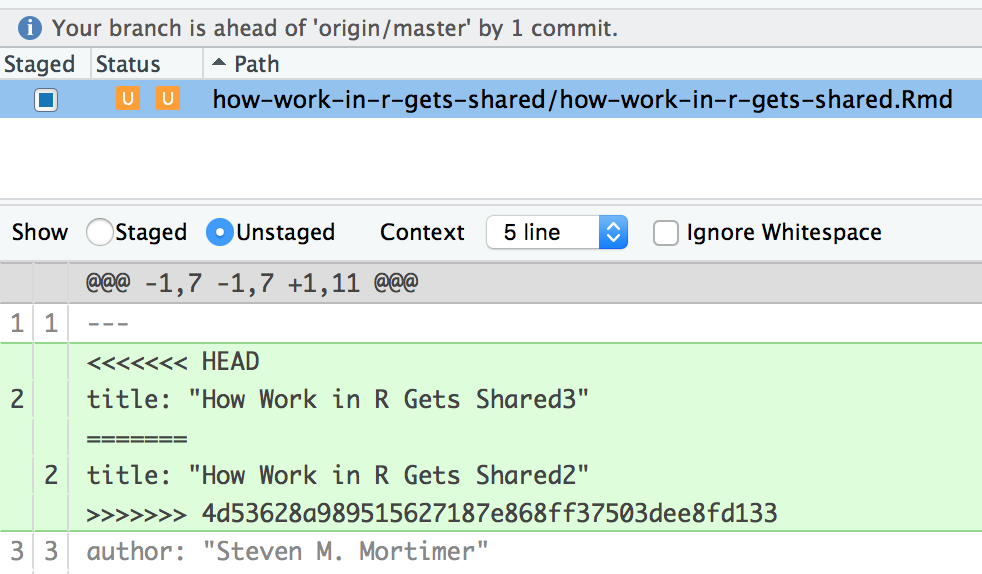 Your branch is ahead of 'origin/master' by 1 commit.
Staged Status Path
U U how-work-in-r-gets-shared/how-work-in-r-gets-shared.Rmd
Show Staged Unstaged Context 5 line Ignore Whitespace
@@@ -1,7 -1,7 +1,11 @@@
1 1 ---
<<<<<<< HEAD
2 title: "How Work in R Gets Shared3"
=======
2 title: "How Work in R Gets Shared2"
>>>>>>> 4d53628a989515627187e868ff37503dee8fd133
3 3 author: "Steven M. Mortimer"